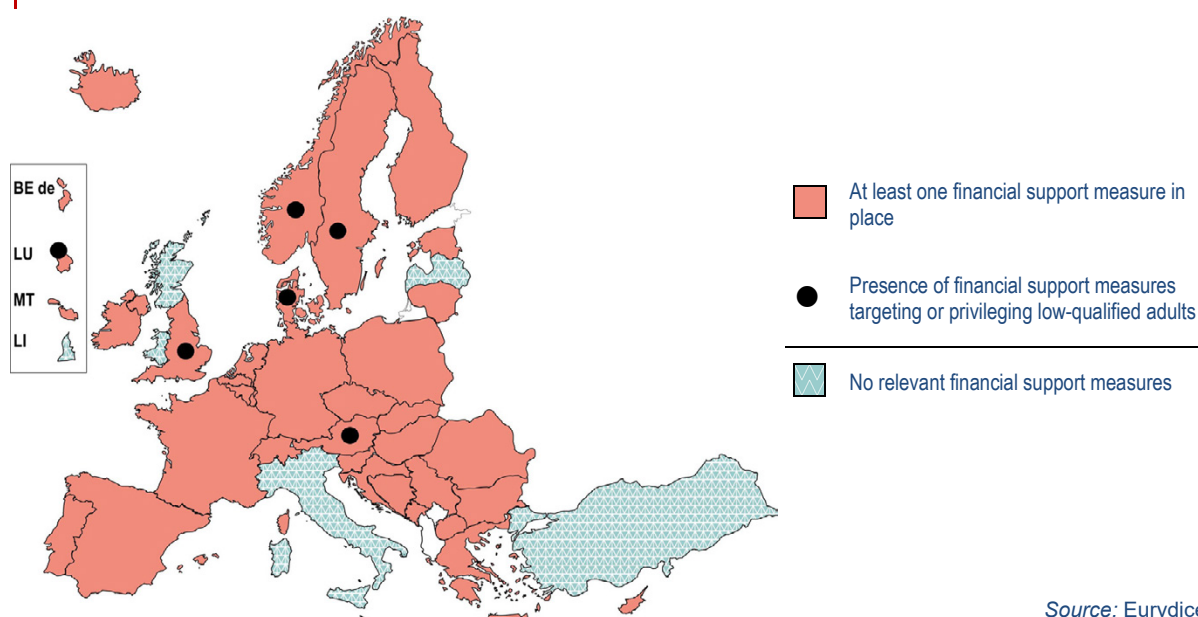 BE de
LU
MT
LI
At least one financial support measure in
place
Presence of financial support measures
targeting or privileging low-qualified adults
No relevant financial support measures
Source: Eurydice